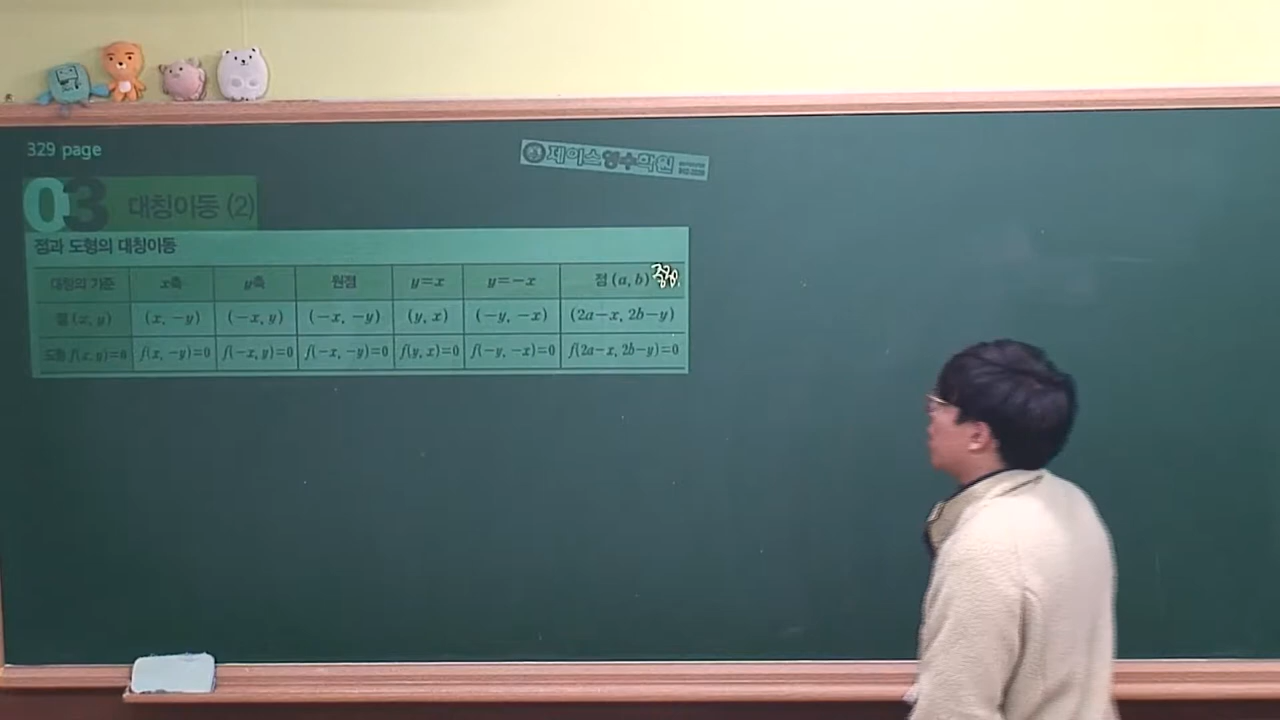 329 page
제이스영수학원
03 대칭이동 (2)
점과 도형의 대칭이동
대칭의 기준 x축 y축 원점 y=x y=-x 점 (a, b) 중점
점 (x, y) (x, -y) (-x, y) (-x, -y) (y, x) (-y, -x) (2a-x, 2b-y)
도형 f(x, y)=0 f(x, -y)=0 f(-x, y)=0 f(-x, -y)=0 f(y, x)=0 f(-y, -x)=0 f(2a-x, 2b-y)=0